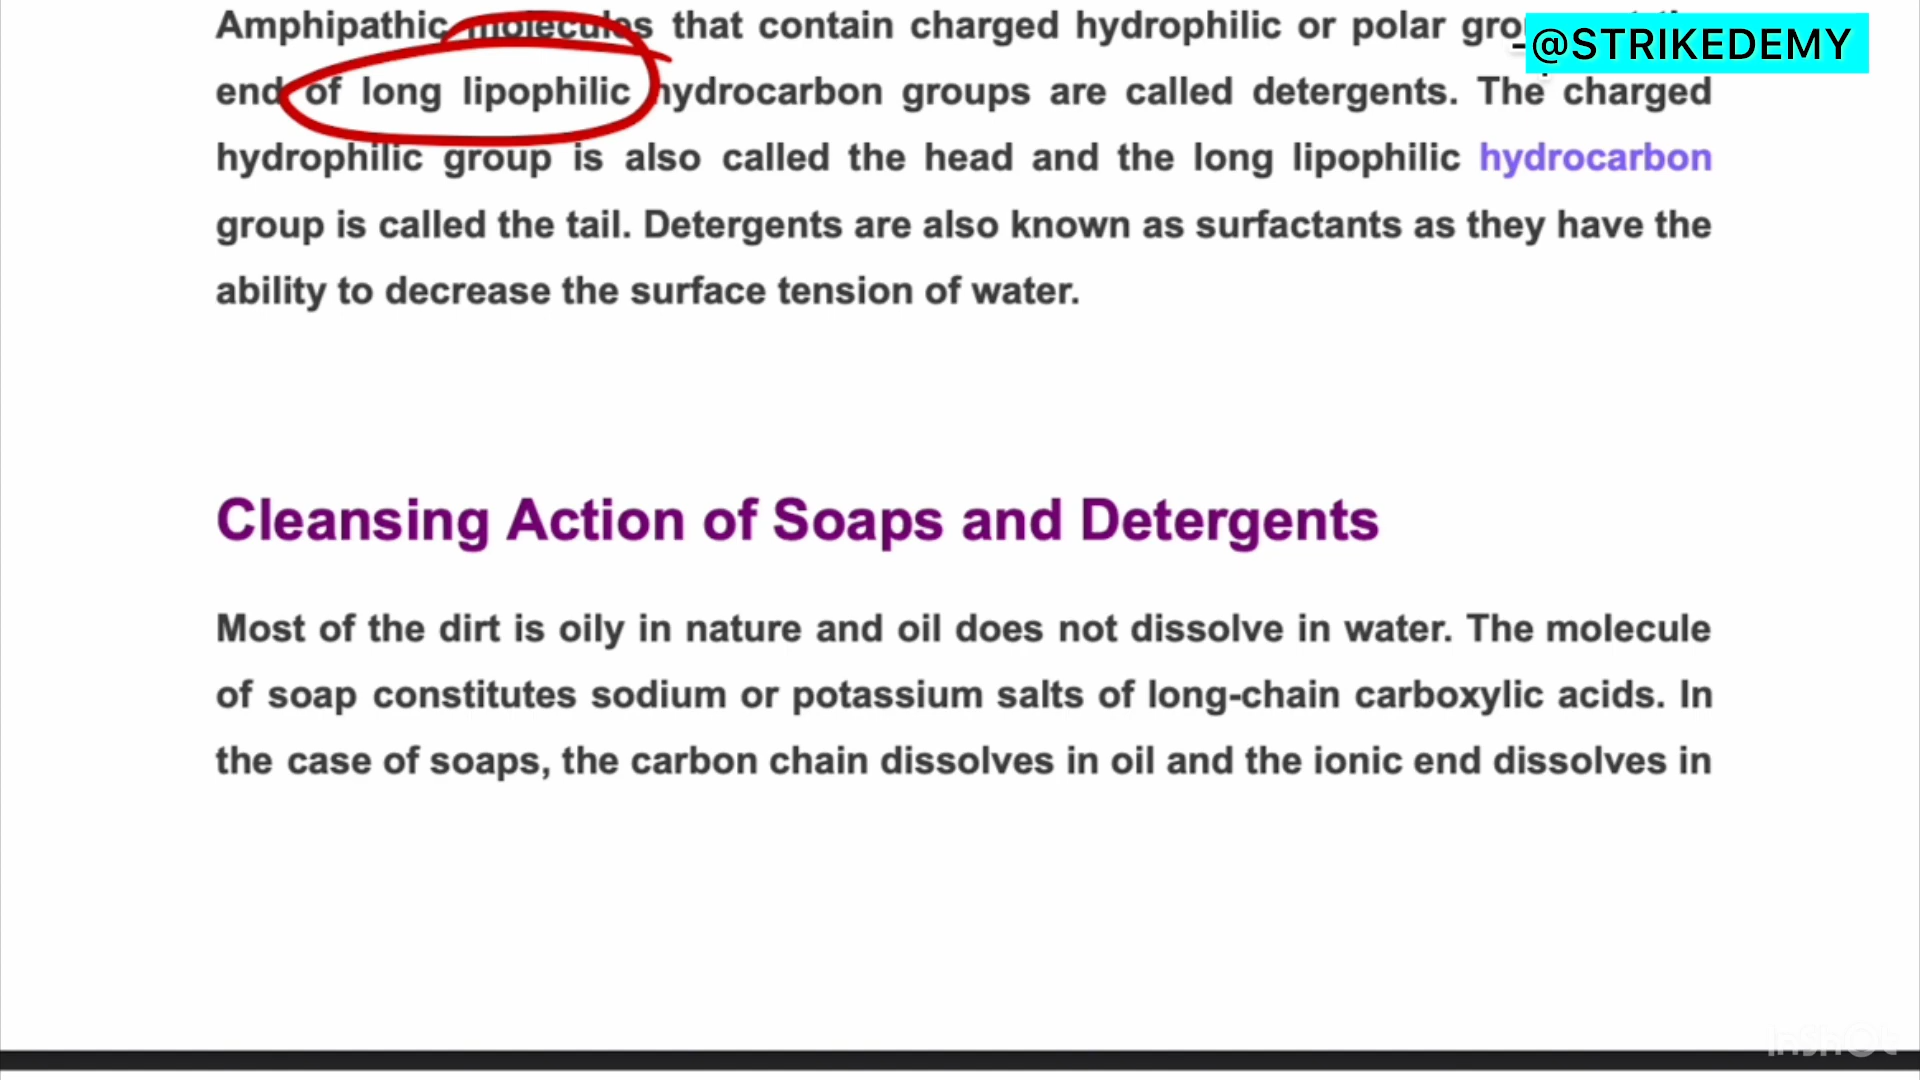 Amphipathic molecules that contain charged hydrophilic or polar
@STRIKEDEMY
end of long lipophilic hydrocarbon groups are called detergents. The charged
hydrophilic group is also called the head and the long lipophilic hydrocarbon
group is called the tail. Detergents are also known as surfactants as they have the
ability to decrease the surface tension of water.
Cleansing Action of Soaps and Detergents
Most of the dirt is oily in nature and oil does not dissolve in water. The molecule
of soap constitutes sodium or potassium salts of long-chain carboxylic acids. In
the case of soaps, the carbon chain dissolves in oil and the ionic end dissolves in
InShOt